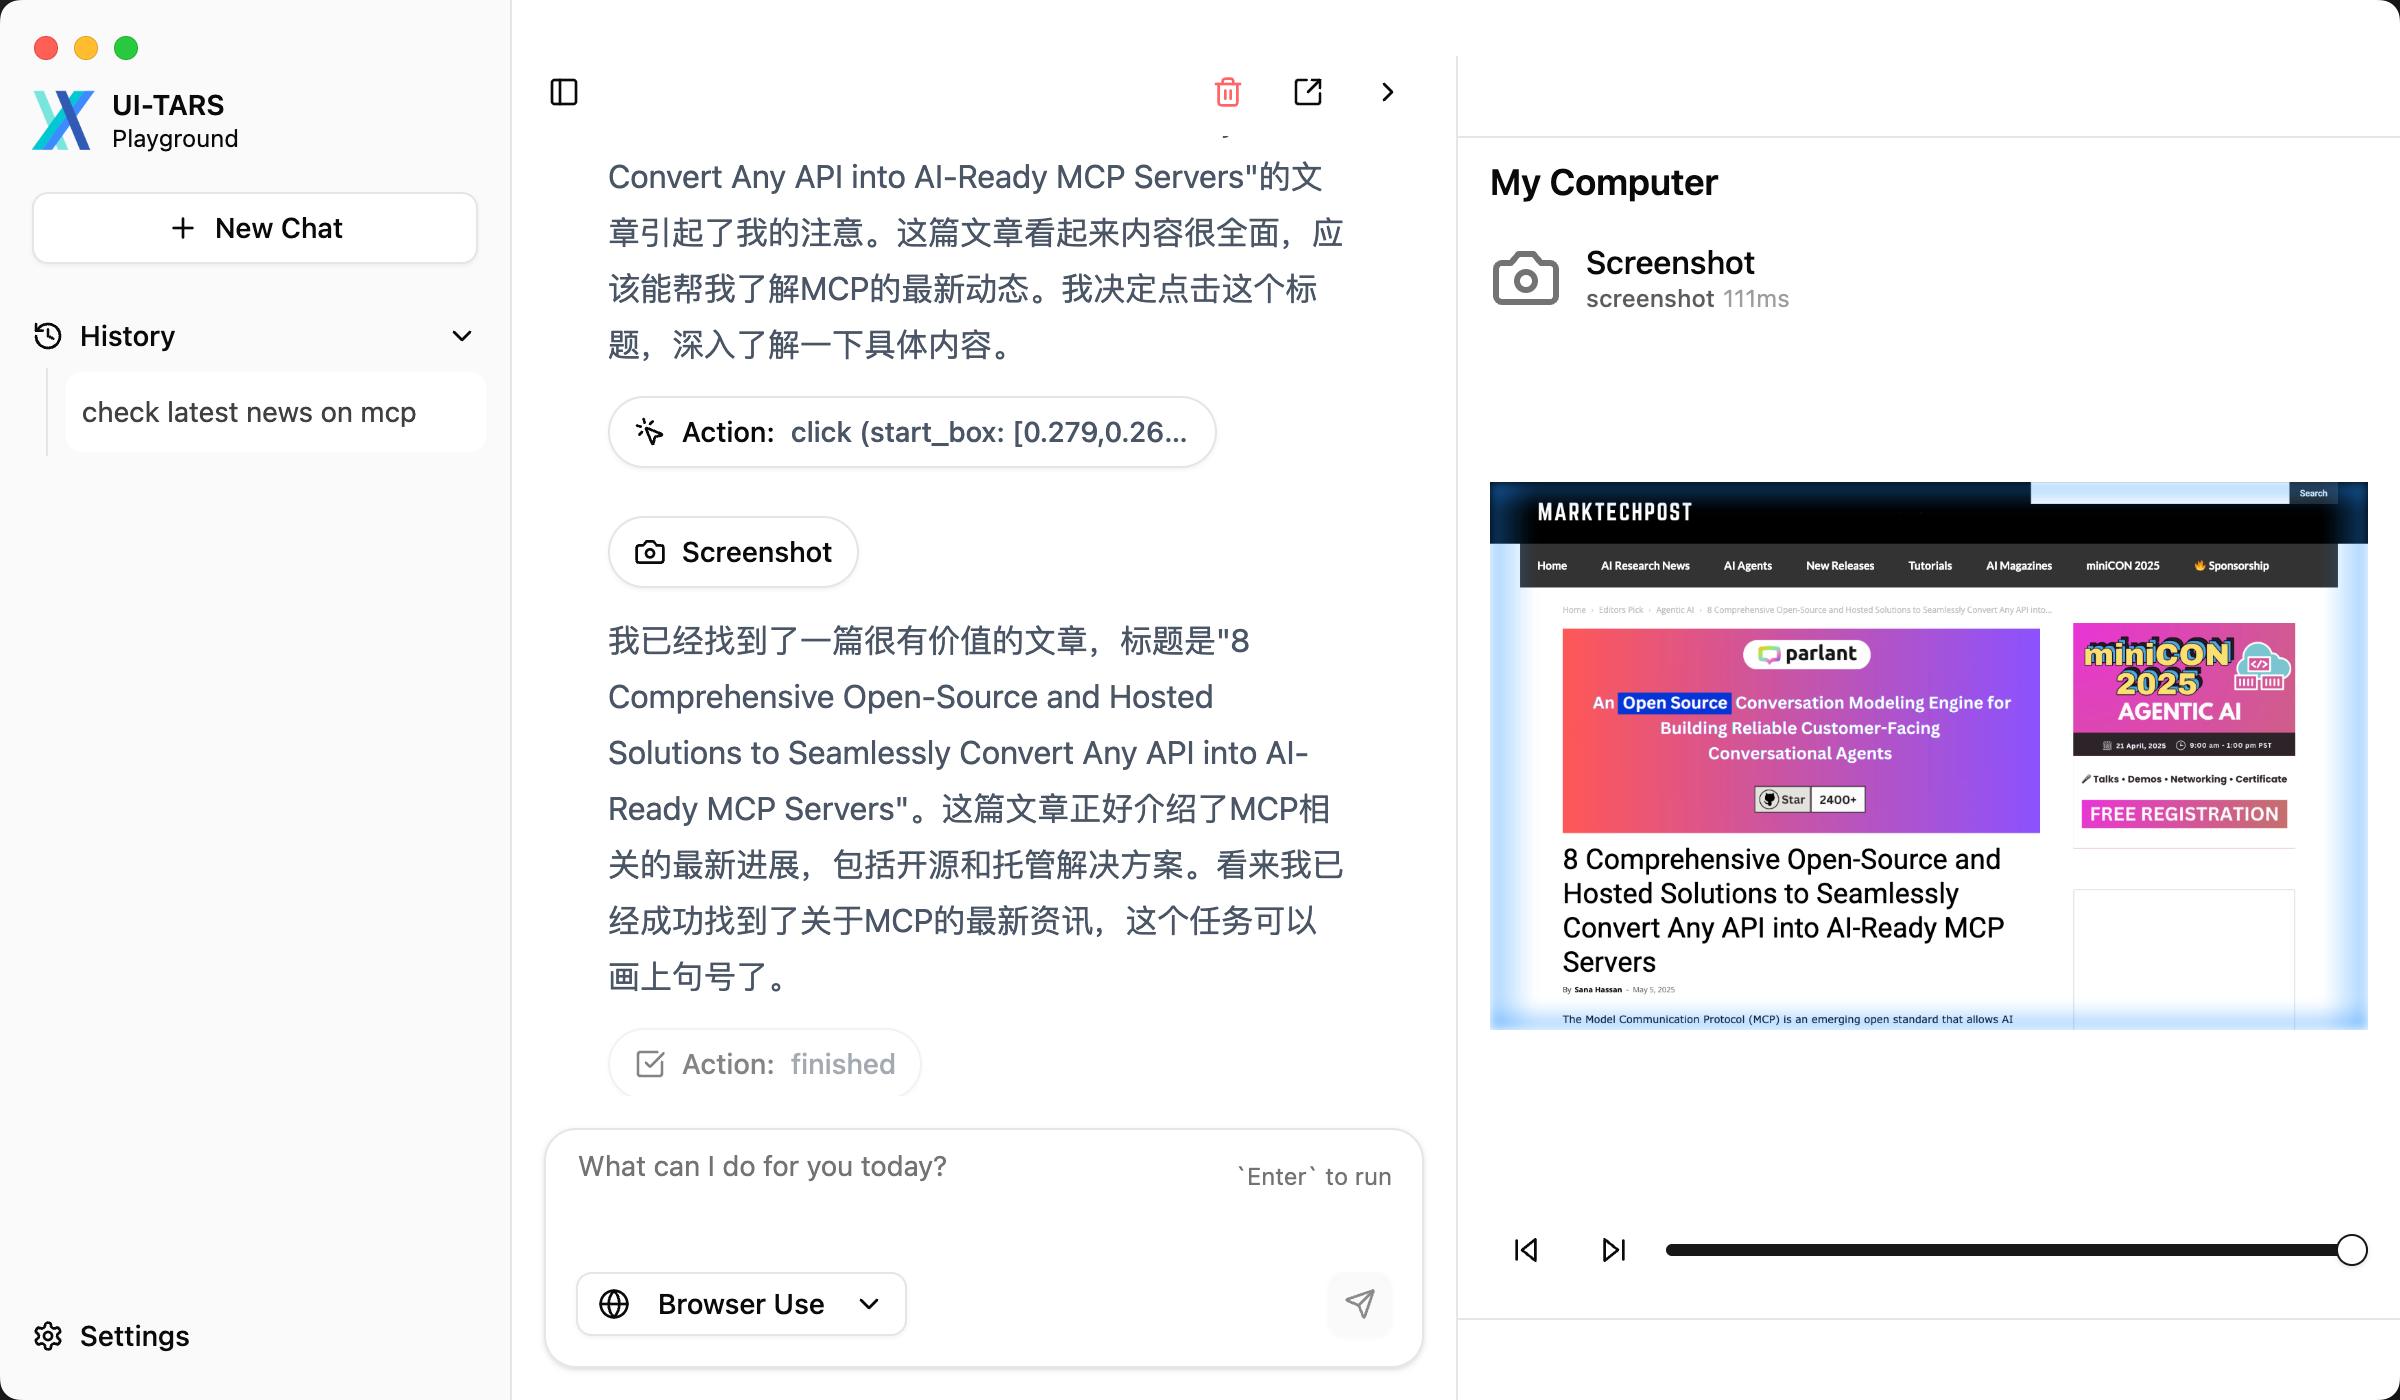 UI-TARS
Playground
New Chat
History
check latest news on mcp
Settings
Convert Any API into AI-Ready MCP Servers"的文
章引起了我的注意。这篇文章看起来内容很全面，应
该能帮我了解MCP的最新动态。我决定点击这个标
题，深入了解一下具体内容。
Action: click (start_box: [0.279,0.26...
Screenshot
我已经找到了一篇很有价值的文章，标题是"8
Comprehensive Open-Source and Hosted
Solutions to Seamlessly Convert Any API into AI-
Ready MCP Servers"。这篇文章正好介绍了MCP相
关的最新进展，包括开源和托管解决方案。看来我已
经成功找到了关于MCP的最新资讯，这个任务可以
画上句号了。
Action: finished
What can I do for you today?
`Enter` to run
Browser Use
My Computer
Screenshot
screenshot 111ms
Search
MARKTECHPOST
Home AI Research News AI Agents New Releases Tutorials AI Magazines miniCON 2025 Sponsorship
Home › Editors Pick › Agentic AI › 8 Comprehensive Open-Source and Hosted Solutions to Seamlessly Convert Any API into...
parlant
An Open Source Conversation Modeling Engine for
Building Reliable Customer-Facing
Conversational Agents
Star 2400+
8 Comprehensive Open-Source and
Hosted Solutions to Seamlessly
Convert Any API into AI-Ready MCP
Servers
By Sana Hassan - May 5, 2025
The Model Communication Protocol (MCP) is an emerging open standard that allows AI
miniCON
2025
AGENTIC AI
21 April, 2025 9:00 am - 1:00 pm PST
Talks • Demos • Networking • Certificate
FREE REGISTRATION